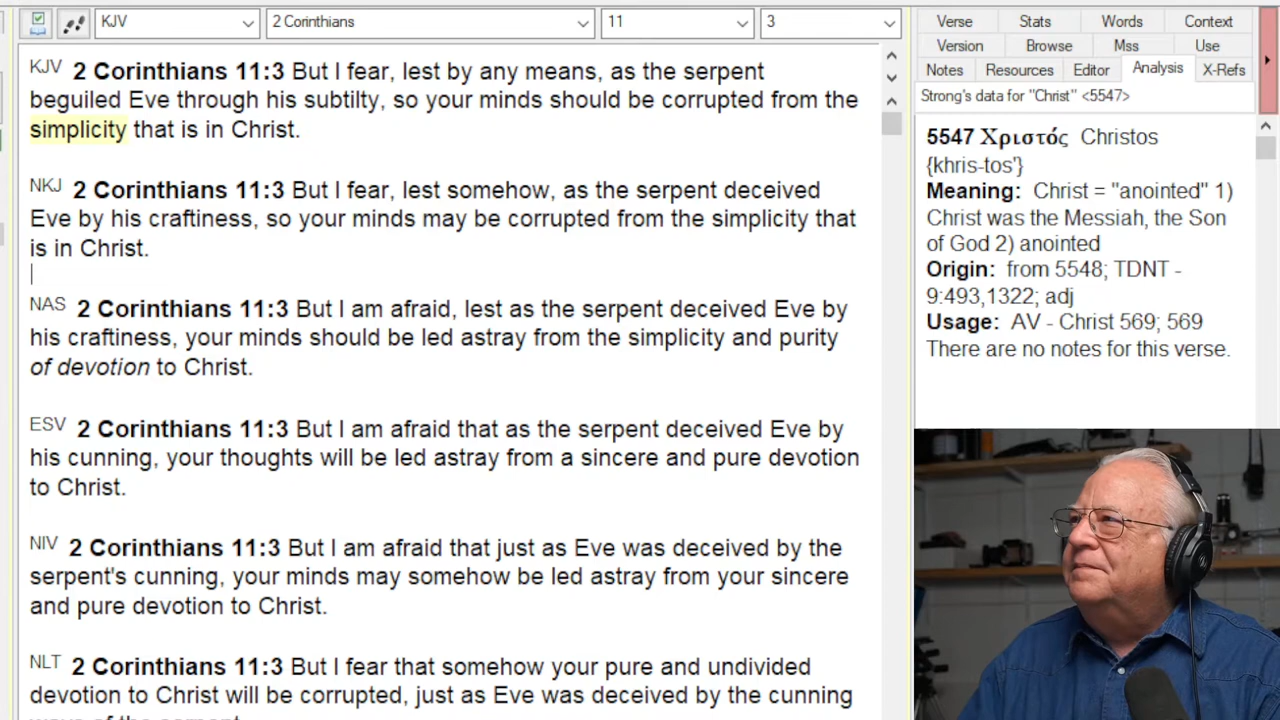 KJV
2 Corinthians
11
3
KJV 2 Corinthians 11:3 But I fear, lest by any means, as the serpent
beguiled Eve through his subtilty, so your minds should be corrupted from the
simplicity that is in Christ.
NKJ 2 Corinthians 11:3 But I fear, lest somehow, as the serpent deceived
Eve by his craftiness, so your minds may be corrupted from the simplicity that
is in Christ.
NAS 2 Corinthians 11:3 But I am afraid, lest as the serpent deceived Eve by
his craftiness, your minds should be led astray from the simplicity and purity
of devotion to Christ.
ESV 2 Corinthians 11:3 But I am afraid that as the serpent deceived Eve by
his cunning, your thoughts will be led astray from a sincere and pure devotion
to Christ.
NIV 2 Corinthians 11:3 But I am afraid that just as Eve was deceived by the
serpent's cunning, your minds may somehow be led astray from your sincere
and pure devotion to Christ.
NLT 2 Corinthians 11:3 But I fear that somehow your pure and undivided
devotion to Christ will be corrupted, just as Eve was deceived by the cunning
Verse Stats Words Context
Version Browse Mss Use
Notes Resources Editor Analysis X-Refs
Strong's data for "Christ" <5547>
5547 Χριστός Christos
{khris-tos'}
Meaning: Christ = "anointed" 1)
Christ was the Messiah, the Son
of God 2) anointed
Origin: from 5548; TDNT -
9:493,1322; adj
Usage: AV - Christ 569; 569
There are no notes for this verse.